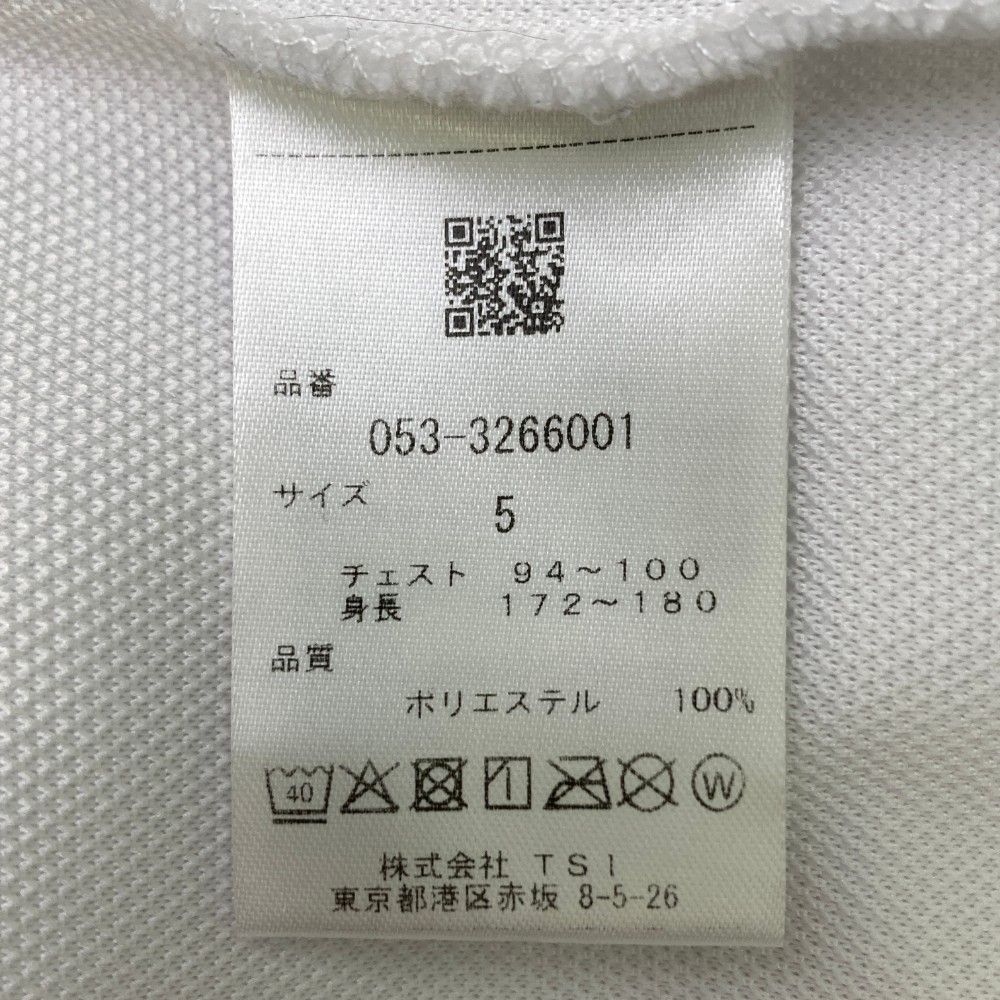 品番
053-3266001
サイズ
5
チェスト 94～100
身長 172～180
品質
ポリエステル 100%
40
W
株式会社 TSI
東京都港区赤坂 8-5-26